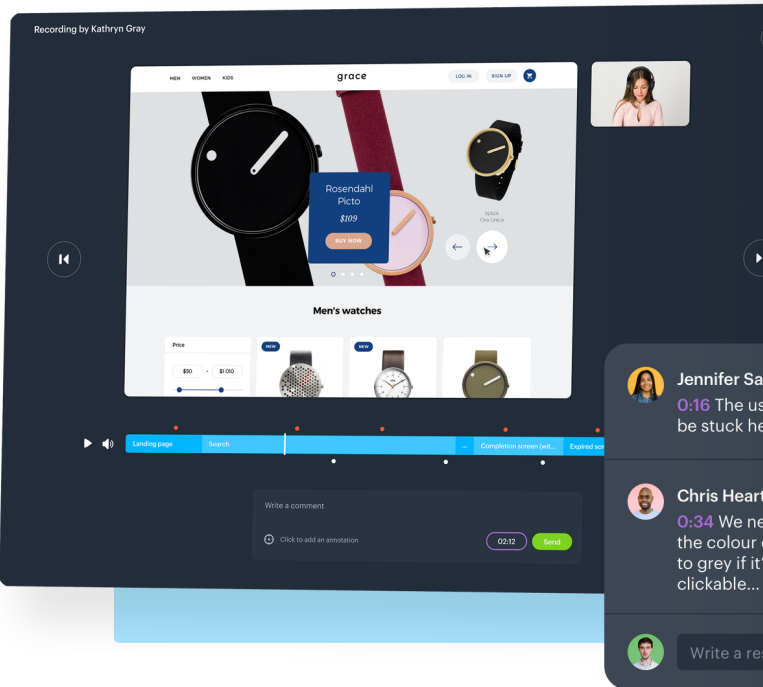 Recording by Kathryn Gray
MEN WOMEN KIDS
grace
LOG IN
SIGN UP
Rosendahl
Picto
$109
BUY NOW
NAVA
Ora Unica
Men's watches
Price
$50 - $1 010
NEW
NEW
Landing page
Search
...
Completion screen (wit...
Expired scr
Write a comment
Click to add an annotation
02:12
Send
Jennifer Sa
0:16 The us
be stuck he
Chris Heart
0:34 We ne
the colour
to grey if it'
clickable...
Write a res